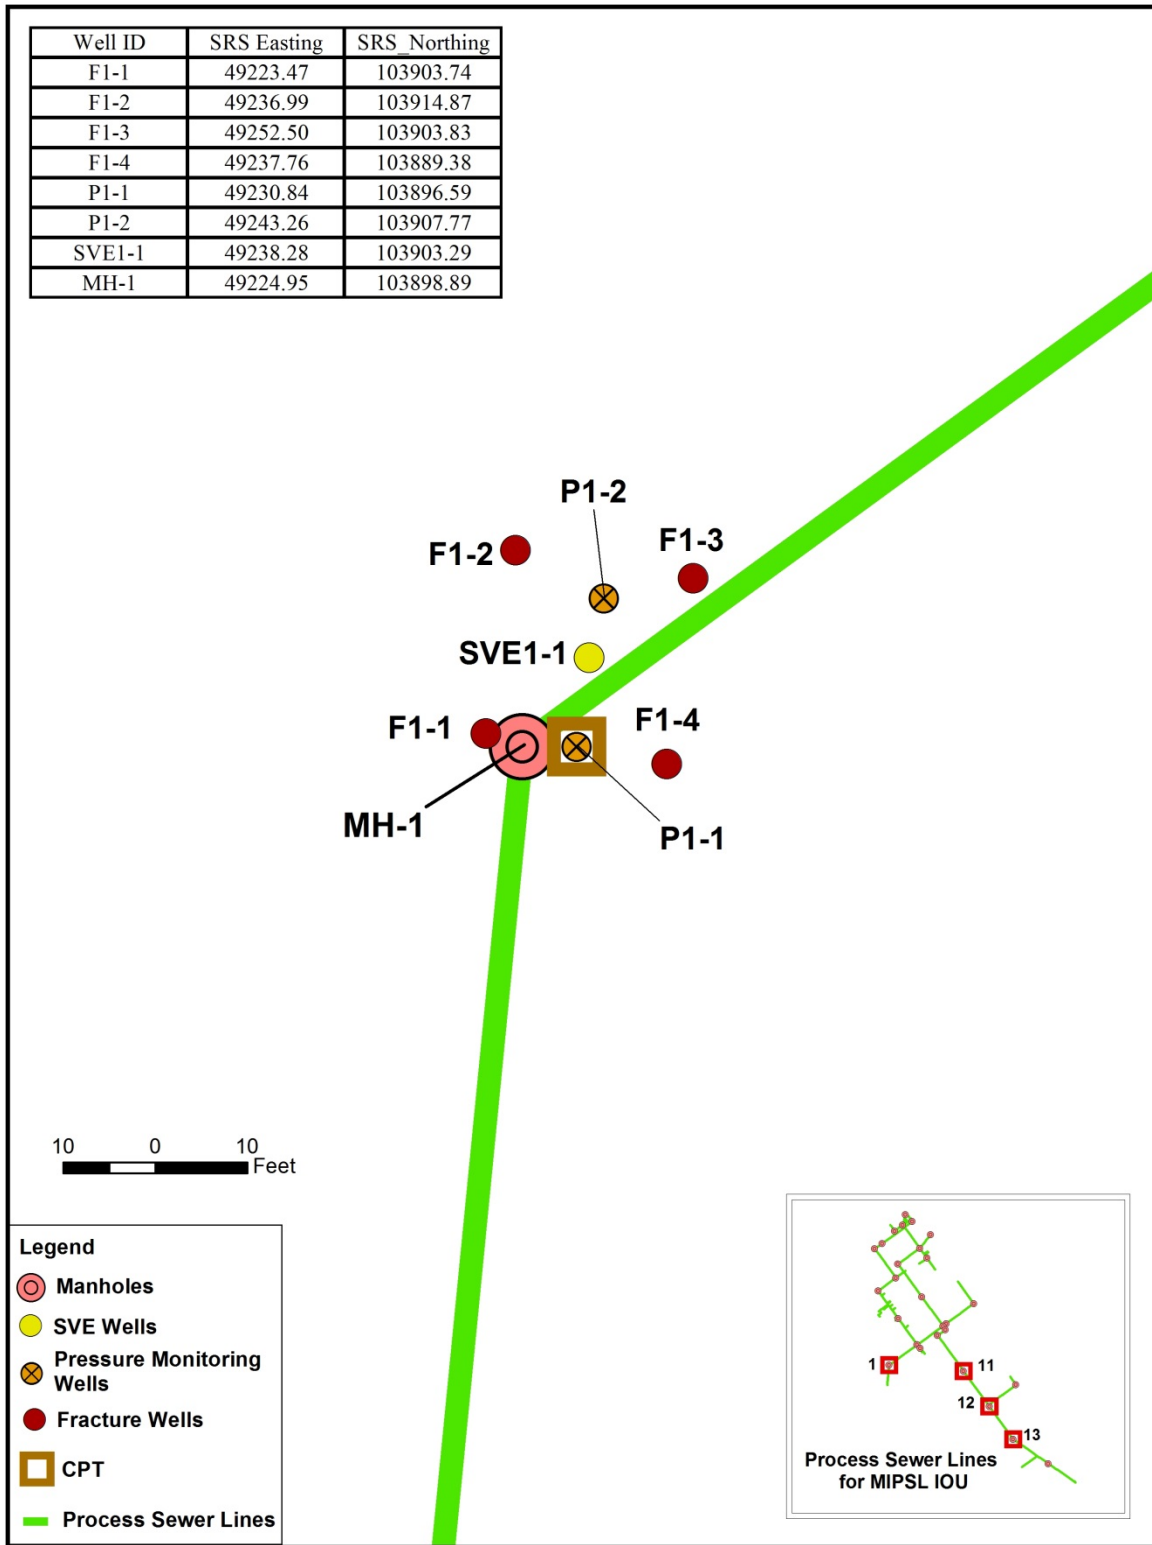 Well ID SRS Easting SRS_Northing
F1-1 49223.47 103903.74
F1-2 49236.99 103914.87
F1-3 49252.50 103903.83
F1-4 49237.76 103889.38
P1-1 49230.84 103896.59
P1-2 49243.26 103907.77
SVE1-1 49238.28 103903.29
MH-1 49224.95 103898.89
P1-2
F1-2
F1-3
SVE1-1
F1-1
F1-4
MH-1
P1-1
10 0 10
Feet
Legend
Manholes
SVE Wells
Pressure Monitoring
Wells
Fracture Wells
CPT
Process Sewer Lines
1
11
12
13
Process Sewer Lines
for MIPSL IOU